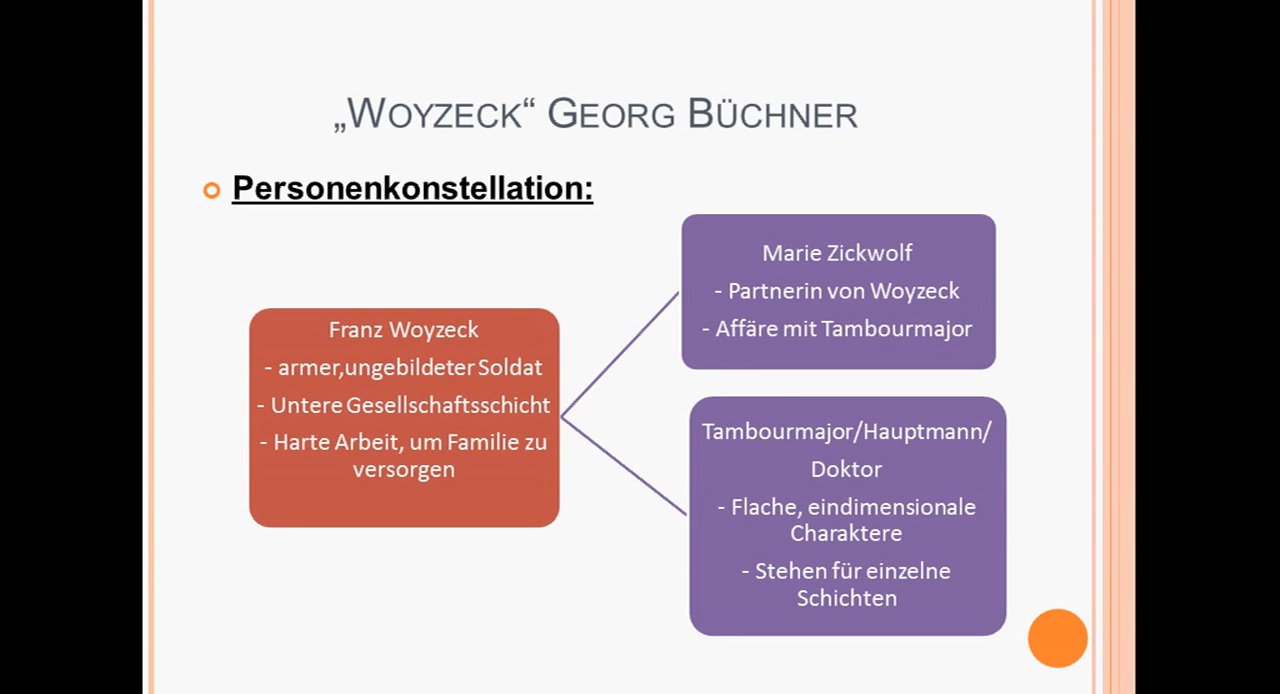 „Woyzeck“ Georg Büchner
Personenkonstellation:
Franz Woyzeck
- armer,ungebildeter Soldat
- Untere Gesellschaftsschicht
- Harte Arbeit, um Familie zu
versorgen
Marie Zickwolf
- Partnerin von Woyzeck
- Affäre mit Tambourmajor
Tambourmajor/Hauptmann/
Doktor
- Flache, eindimensionale
Charaktere
- Stehen für einzelne
Schichten